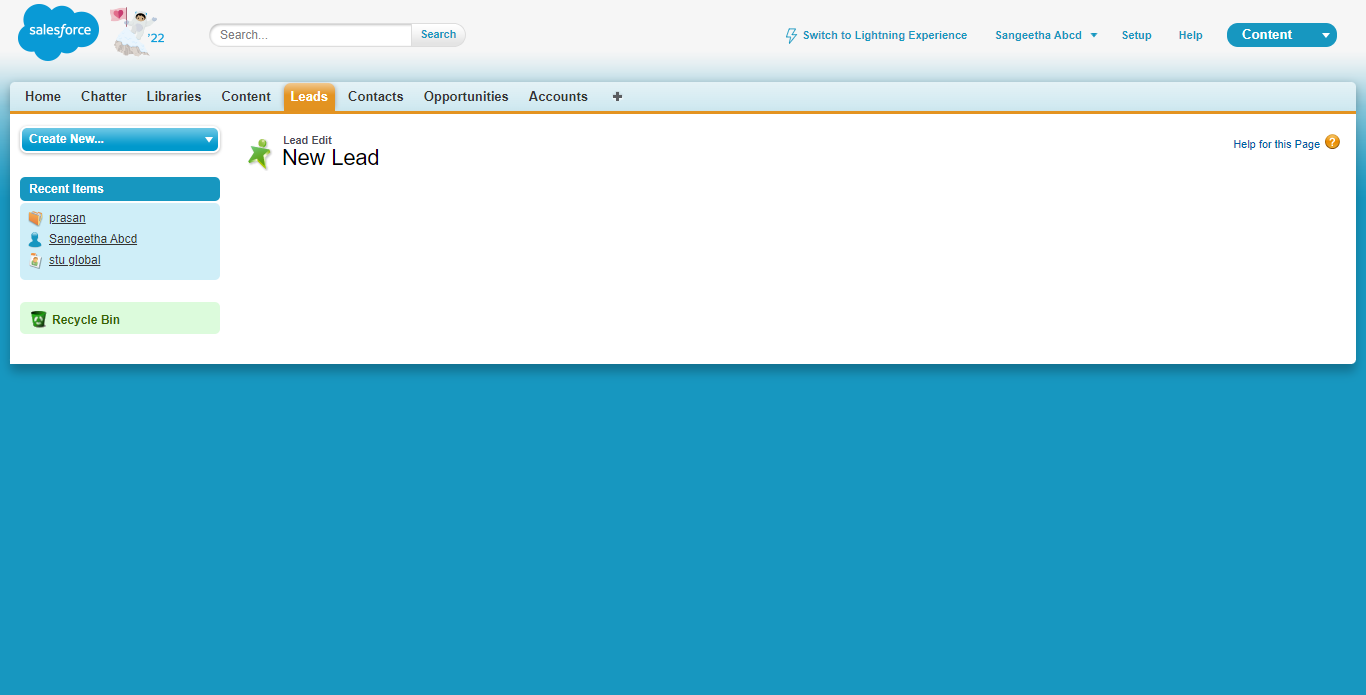 salesforce
'22
Search...
Search
Switch to Lightning Experience
Sangeetha Abcd
Setup
Help
Content
Home
Chatter
Libraries
Content
Leads
Contacts
Opportunities
Accounts
Create New...
Lead Edit
New Lead
Help for this Page
?
Recent Items
prasan
Sangeetha Abcd
stu global
Recycle Bin